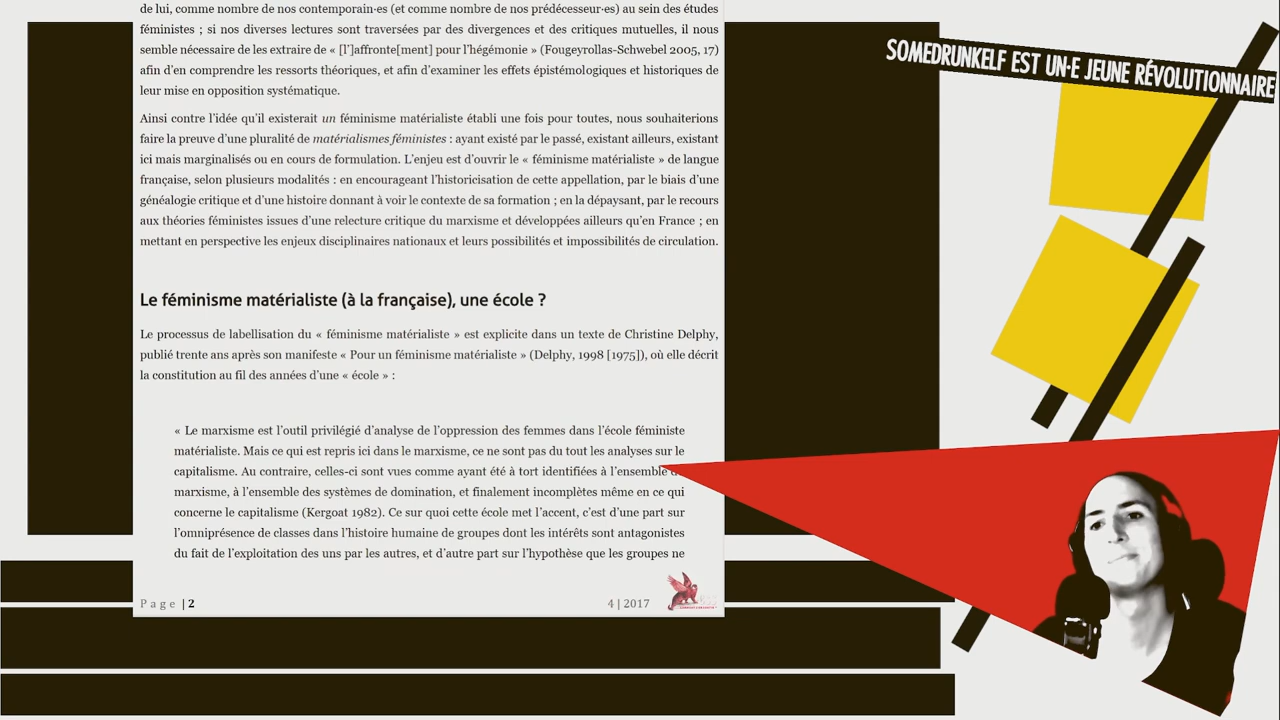 de lui, comme nombre de nos contemporain·es (et comme nombre de nos prédécesseur·es) au sein des études
féministes ; si nos diverses lectures sont traversées par des divergences et des critiques mutuelles, il nous
semble nécessaire de les extraire de « [l']affronte[ment] pour l'hégémonie » (Fougeyrollas-Schwebel 2005, 17)
afin d'en comprendre les ressorts théoriques, et afin d'examiner les effets épistémologiques et historiques de
leur mise en opposition systématique.
Ainsi contre l'idée qu'il existerait un féminisme matérialiste établi une fois pour toutes, nous souhaiterions
faire la preuve d'une pluralité de matérialismes féministes : ayant existé par le passé, existant ailleurs, existant
ici mais marginalisés ou en cours de formulation. L'enjeu est d'ouvrir le « féminisme matérialiste » de langue
française, selon plusieurs modalités : en encourageant l'historicisation de cette appellation, par le biais d'une
généalogie critique et d'une histoire donnant à voir le contexte de sa formation ; en la dépaysant, par le recours
aux théories féministes issues d'une relecture critique du marxisme et développées ailleurs qu'en France ; en
mettant en perspective les enjeux disciplinaires nationaux et leurs possibilités et impossibilités de circulation.
Le féminisme matérialiste (à la française), une école ?
Le processus de labellisation du « féminisme matérialiste » est explicite dans un texte de Christine Delphy,
publié trente ans après son manifeste « Pour un féminisme matérialiste » (Delphy, 1998 [1975]), où elle décrit
la constitution au fil des années d'une « école » :
« Le marxisme est l'outil privilégié d'analyse de l'oppression des femmes dans l'école féministe
matérialiste. Mais ce qui est repris ici dans le marxisme, ce ne sont pas du tout les analyses sur le
capitalisme. Au contraire, celles-ci sont vues comme ayant été à tort identifiées à l'ensemble
marxisme, à l'ensemble des systèmes de domination, et finalement incomplètes même en ce qui
concerne le capitalisme (Kergoat 1982). Ce sur quoi cette école met l'accent, c'est d'une part sur
l'omniprésence de classes dans l'histoire humaine de groupes dont les intérêts sont antagonistes
du fait de l'exploitation des uns par les autres, et d'autre part sur l'hypothèse que les groupes ne
Page | 2
4 | 2017
SOMEDRUNKELF EST UN·E JEUNE RÉVOLUTIONNAIRE